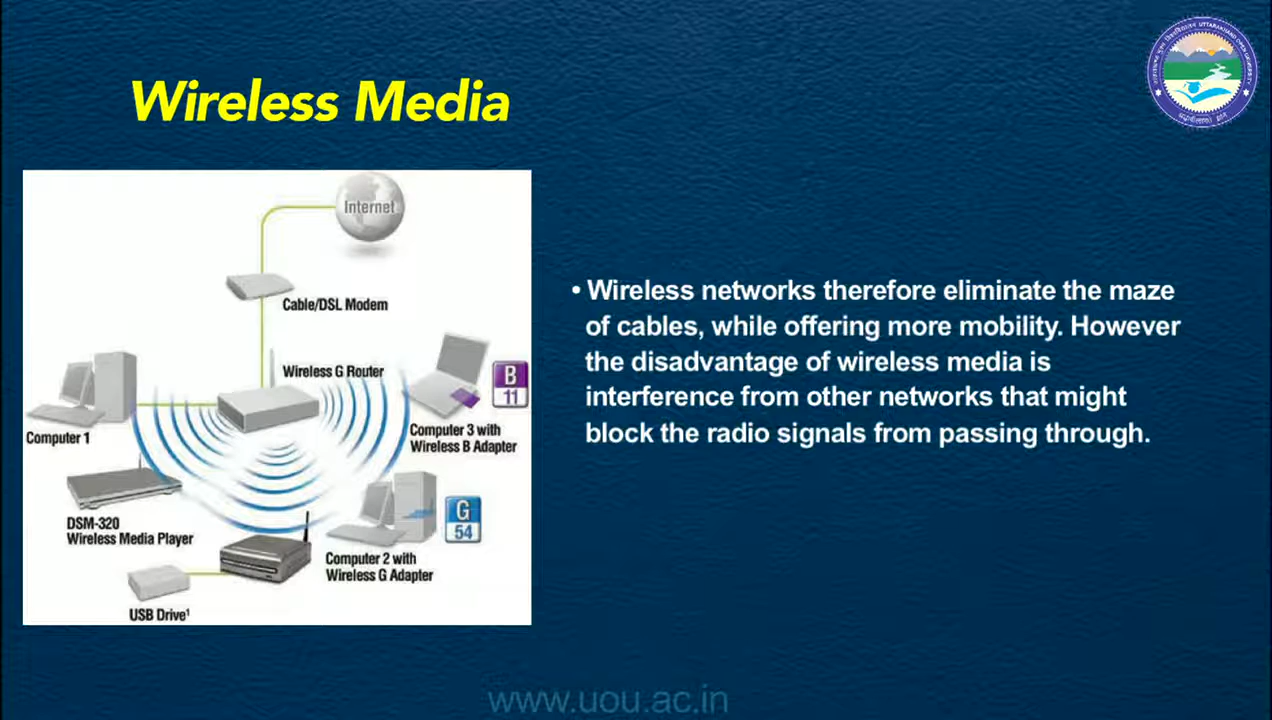 Wireless Media
Internet
Cable/DSL Modem
Wireless G Router
B
11
Computer 1
Computer 3 with
Wireless B Adapter
DSM-320
Wireless Media Player
G
54
Computer 2 with
Wireless G Adapter
USB Drive¹
• Wireless networks therefore eliminate the maze
of cables, while offering more mobility. However
the disadvantage of wireless media is
interference from other networks that might
block the radio signals from passing through.
UTTARAKHAND OPEN UNIVERSITY
www.uou.ac.in